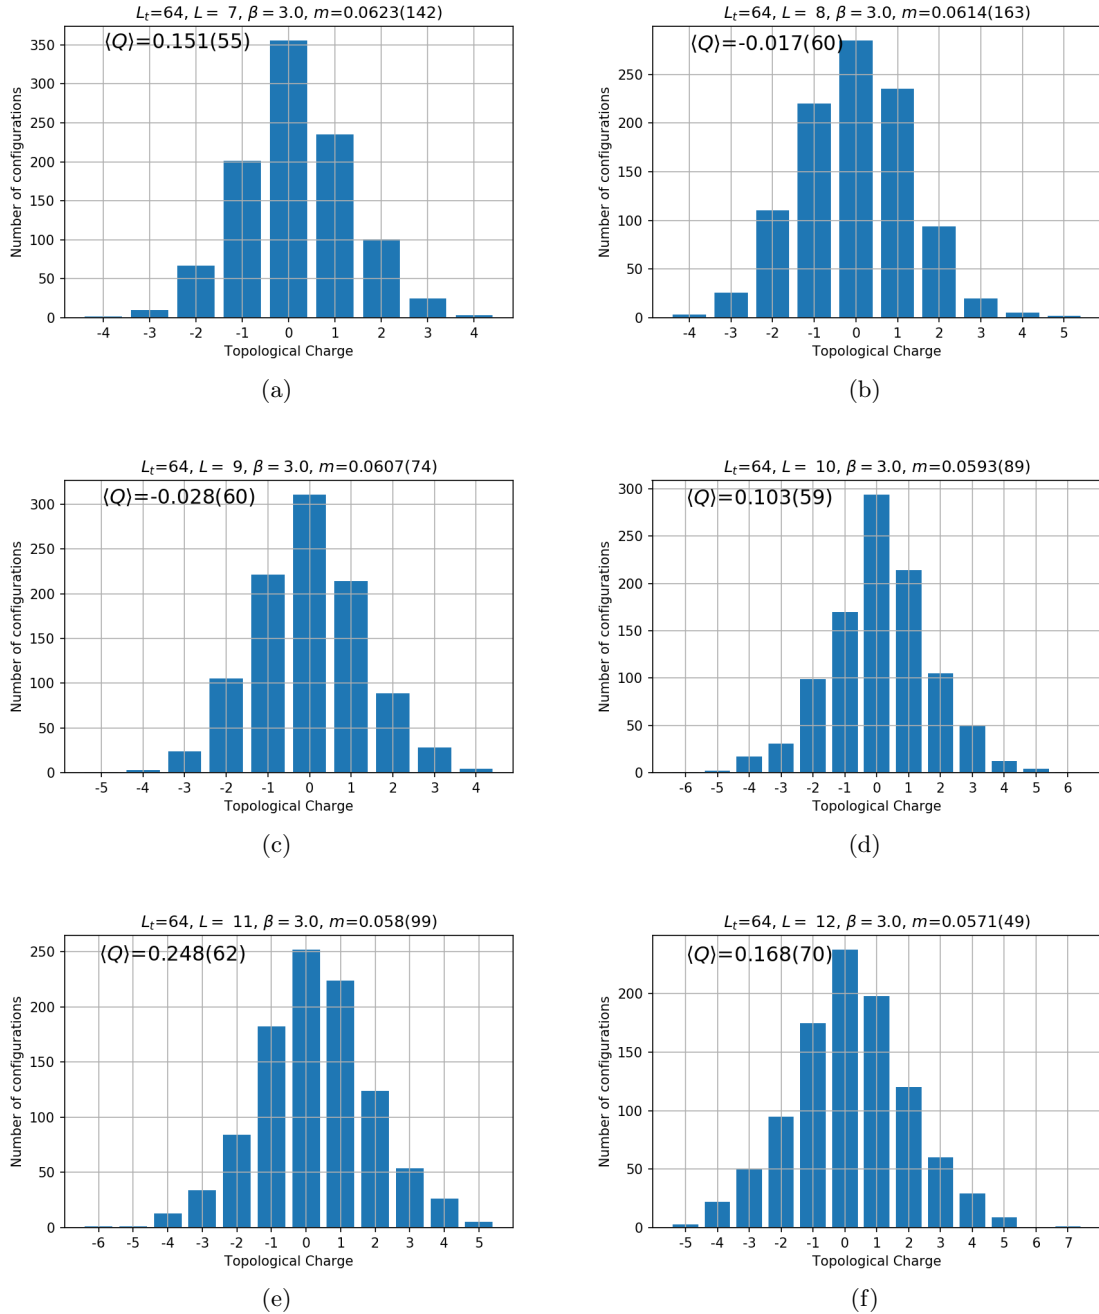 L_t=64, L= 7, β=3.0, m=0.0623(142)
⟨Q⟩=0.151(55)
Number of configurations
350
300
250
200
150
100
50
0
-4 -3 -2 -1 0 1 2 3 4
Topological Charge
(a)
L_t=64, L= 8, β=3.0, m=0.0614(163)
⟨Q⟩=-0.017(60)
Number of configurations
250
200
150
100
50
0
-4 -3 -2 -1 0 1 2 3 4 5
Topological Charge
(b)
L_t=64, L= 9, β=3.0, m=0.0607(74)
⟨Q⟩=-0.028(60)
Number of configurations
300
250
200
150
100
50
0
-5 -4 -3 -2 -1 0 1 2 3 4
Topological Charge
(c)
L_t=64, L= 10, β=3.0, m=0.0593(89)
⟨Q⟩=0.103(59)
Number of configurations
300
250
200
150
100
50
0
-6 -5 -4 -3 -2 -1 0 1 2 3 4 5 6
Topological Charge
(d)
L_t=64, L= 11, β=3.0, m=0.058(99)
⟨Q⟩=0.248(62)
Number of configurations
250
200
150
100
50
0
-6 -5 -4 -3 -2 -1 0 1 2 3 4 5
Topological Charge
(e)
L_t=64, L= 12, β=3.0, m=0.0571(49)
⟨Q⟩=0.168(70)
Number of configurations
200
150
100
50
0
-5 -4 -3 -2 -1 0 1 2 3 4 5 6 7
Topological Charge
(f)